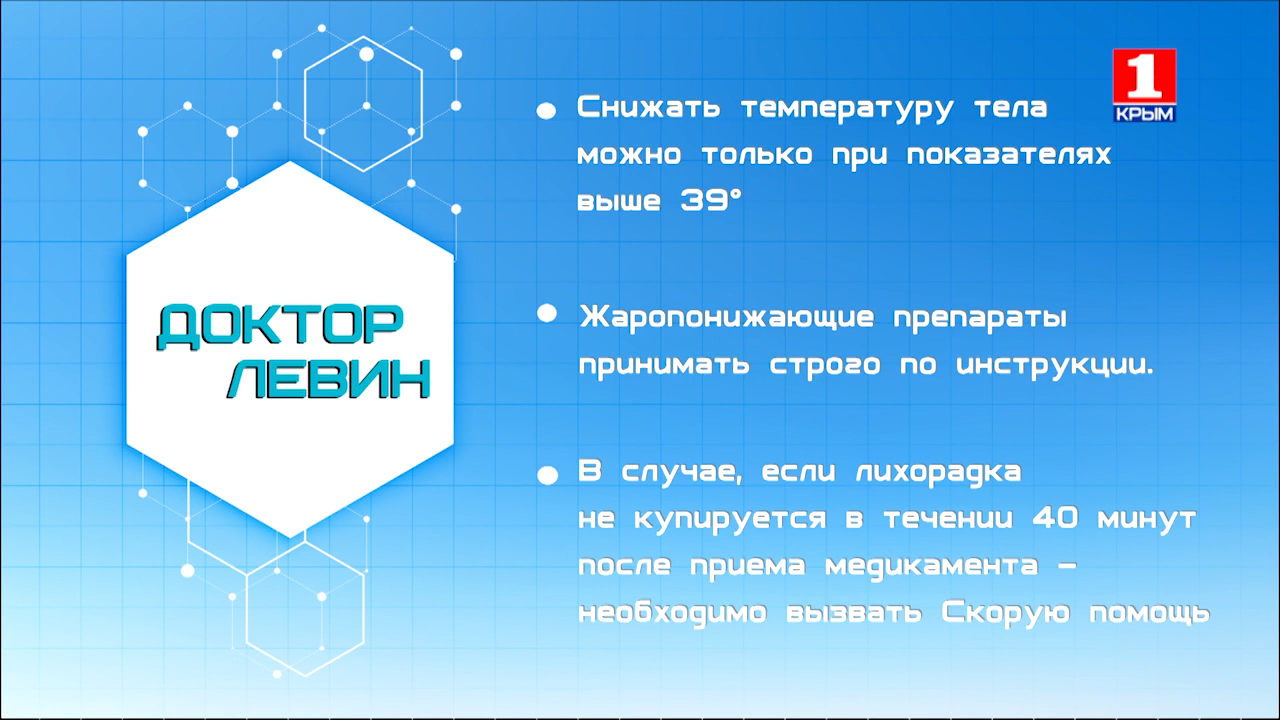 1
КРЫМ
Снижать температуру тела
можно только при показателях
выше 39°
ДОКТОР
ЛЕВИН
Жаропонижающие препараты
принимать строго по инструкции.
В случае, если лихорадка
не купируется в течении 40 минут
после приема медикамента –
необходимо вызвать Скорую помощь